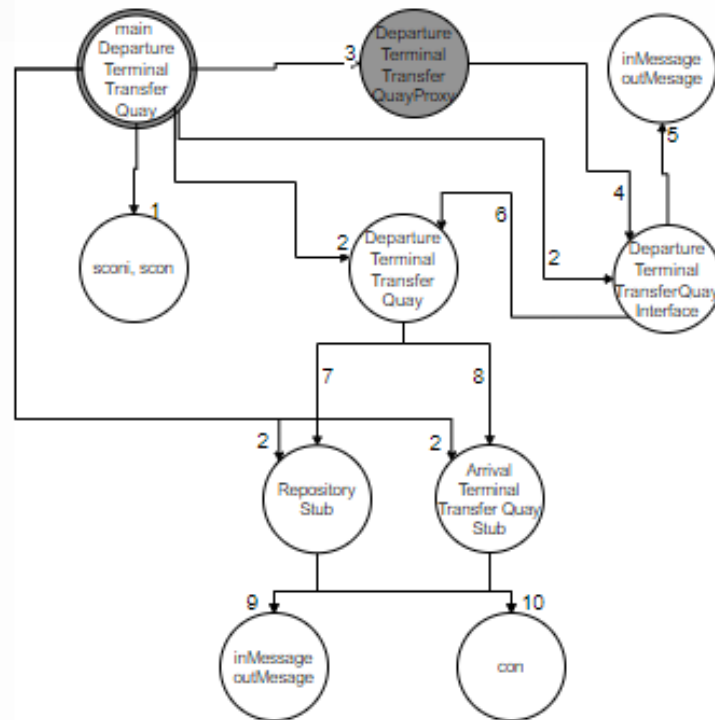 main
Departure
Terminal
Transfer
Quay
3
Departure
Terminal
Transfer
QuayProxy
inMessage
outMesage
5
1
sconi, scon
2
Departure
Terminal
Transfer
Quay
6
2
4
Departure
Terminal
TransferQuay
Interface
7
8
2
Repository
Stub
2
Arrival
Terminal
Transfer Quay
Stub
9
inMessage
outMesage
10
con